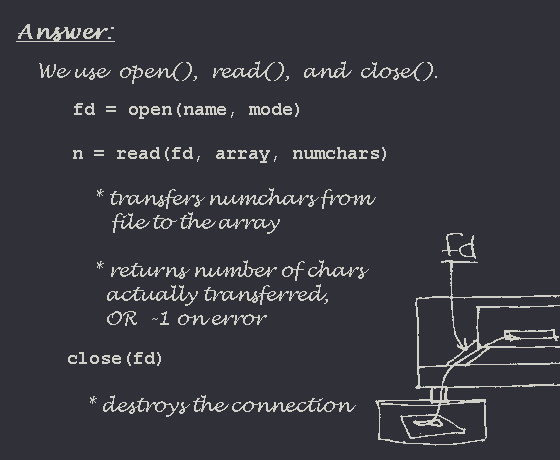 Answer:
We use open(), read(), and close().
fd = open(name, mode)
n = read(fd, array, numchars)
* transfers numchars from
file to the array
* returns number of chars
actually transferred,
OR -1 on error
close(fd)
* destroys the connection
fd